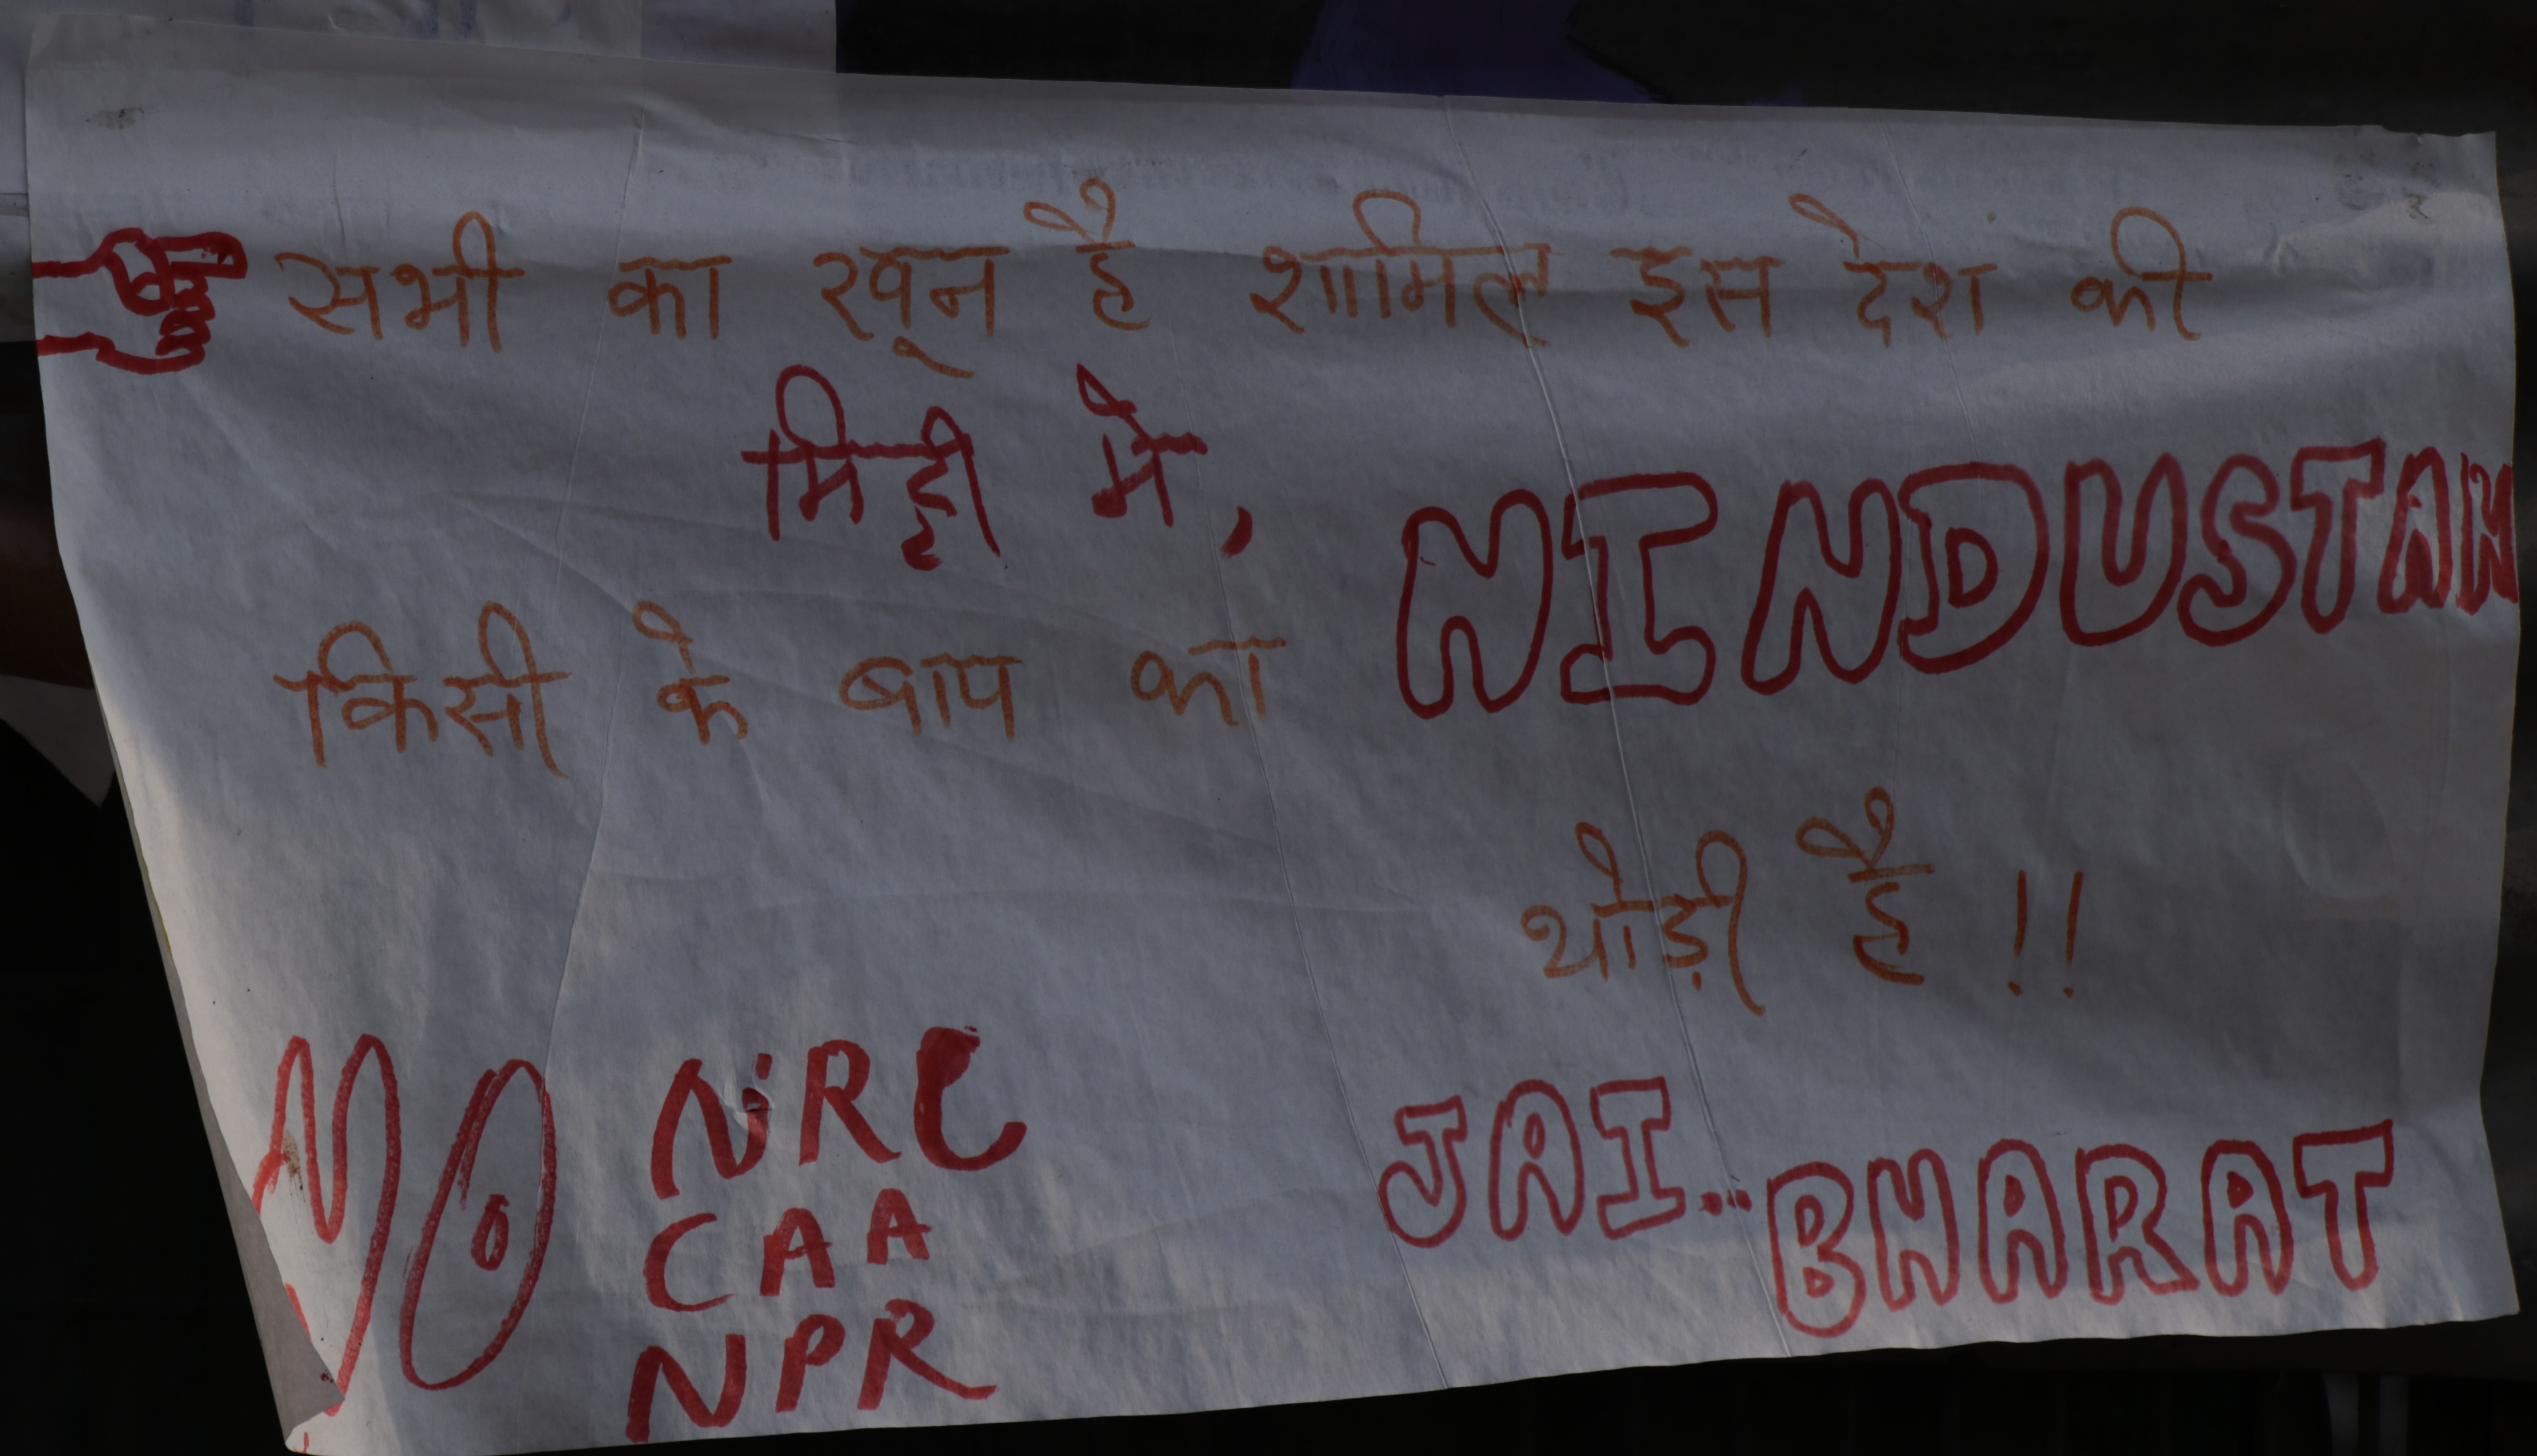 सभी का खून है शामिल इस देश की
मिट्टी मे,
किसी के बाप का HINDUSTAN
थोड़ी है !!
NO NRC
CAA
NPR
JAI.. BHARAT